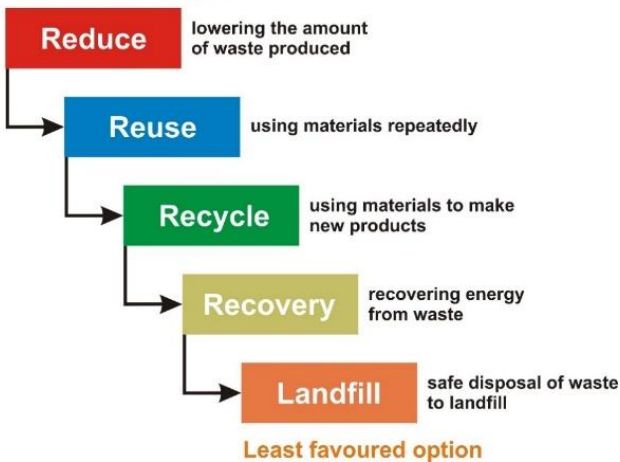 Reduce
lowering the amount
of waste produced
Reuse
using materials repeatedly
Recycle
using materials to make
new products
Recovery
recovering energy
from waste
Landfill
safe disposal of waste
to landfill
Least favoured option